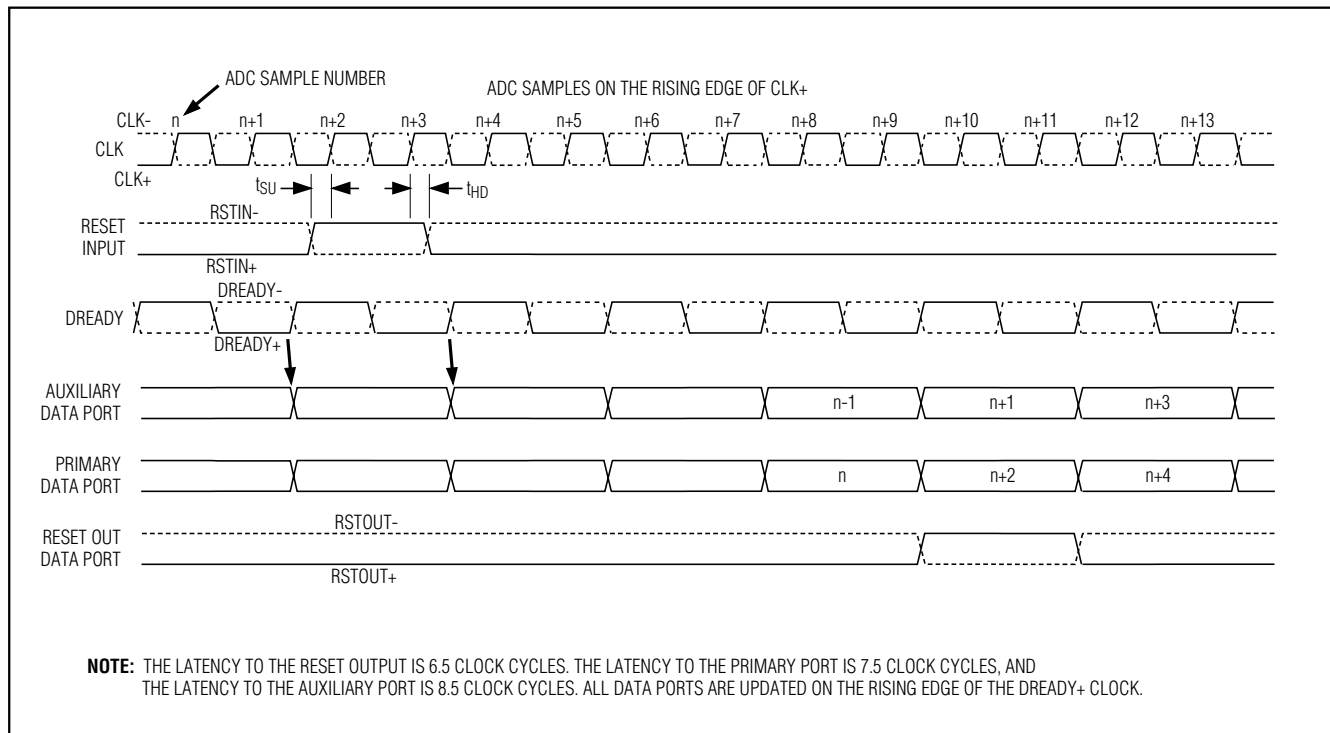 ADC SAMPLE NUMBER
ADC SAMPLES ON THE RISING EDGE OF CLK+
CLK- n n+1 n+2 n+3 n+4 n+5 n+6 n+7 n+8 n+9 n+10 n+11 n+12 n+13
CLK
CLK+
tSU tHD
RSTIN-
RESET
INPUT
RSTIN+
DREADY-
DREADY
DREADY+
AUXILIARY
DATA PORT
n-1 n+1 n+3
PRIMARY
DATA PORT
n n+2 n+4
RSTOUT-
RESET OUT
DATA PORT
RSTOUT+
NOTE: THE LATENCY TO THE RESET OUTPUT IS 6.5 CLOCK CYCLES. THE LATENCY TO THE PRIMARY PORT IS 7.5 CLOCK CYCLES, AND
THE LATENCY TO THE AUXILIARY PORT IS 8.5 CLOCK CYCLES. ALL DATA PORTS ARE UPDATED ON THE RISING EDGE OF THE DREADY+ CLOCK.